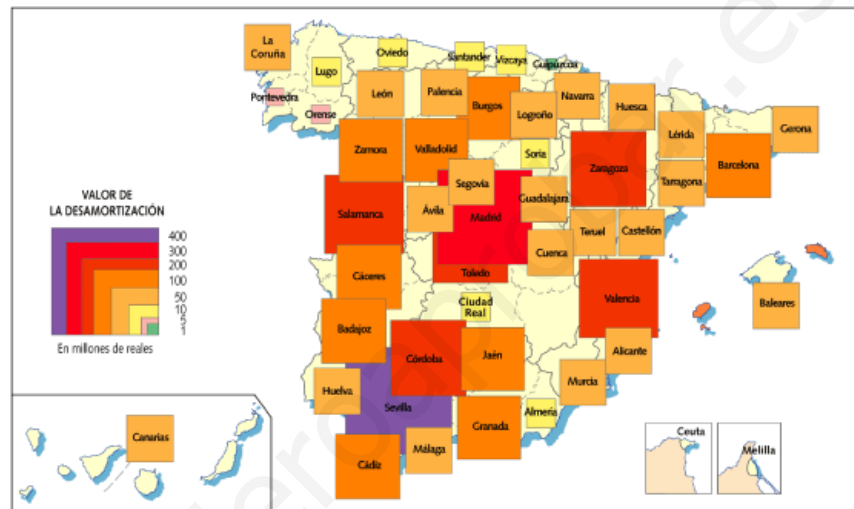 La
Coruña
Lugo
Oviedo
Santander
Vizcaya
Guipúzcoa
Pontevedra
Orense
León
Palencia
Burgos
Logroño
Navarra
Huesca
Lérida
Gerona
Zamora
Valladolid
Soria
Zaragoza
Barcelona
Tarragona
Segovia
Guadalajara
Salamanca
Ávila
Madrid
Teruel
Castellón
Cuenca
Toledo
Cáceres
Ciudad
Real
Valencia
Baleares
Badajoz
Córdoba
Jaén
Alicante
Murcia
Huelva
Sevilla
Almería
Granada
Málaga
Cádiz
Canarias
Ceuta
Melilla
VALOR DE
LA DESAMORTIZACIÓN
400
300
200
100
50
10
5
1
En millones de reales